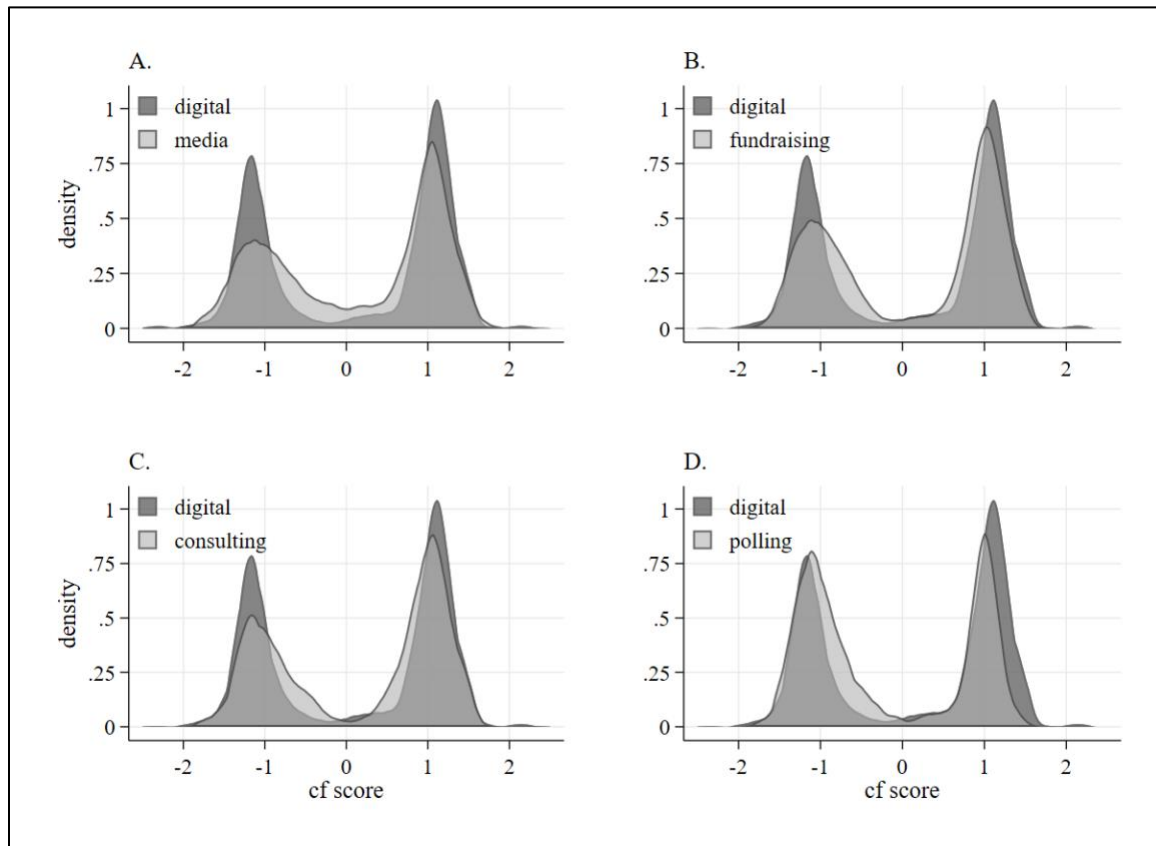 A.
digital
media
density
1
.75
.5
.25
0
-2 -1 0 1 2
B.
digital
fundraising
1
.75
.5
.25
0
-2 -1 0 1 2
C.
digital
consulting
density
1
.75
.5
.25
0
-2 -1 0 1 2
cf score
D.
digital
polling
1
.75
.5
.25
0
-2 -1 0 1 2
cf score